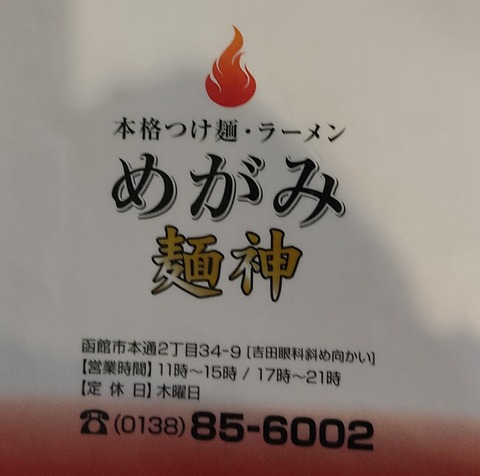 本格つけ麺・ラーメン
めがみ
麺神
函館市本通2丁目34-9 [吉田眼科斜め向かい]
【営業時間】11時～15時 / 17時～21時
【定休日】木曜日
☎(0138)85-6002